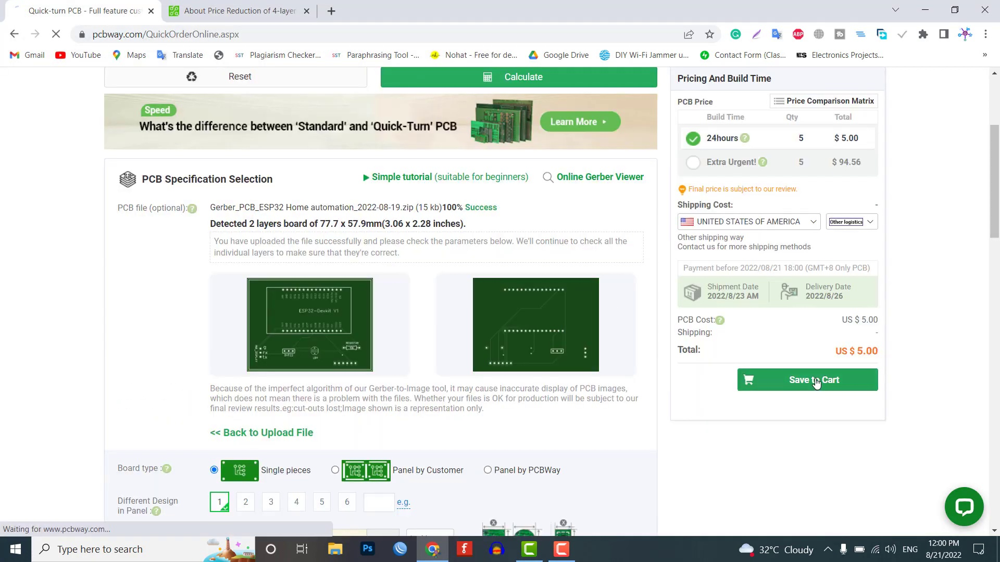 Quick-turn PCB - Full feature cus
About Price Reduction of 4-layer
pcbway.com/QuickOrderOnline.aspx
Gmail
YouTube
Maps
Translate
SST Plagiarism Checker...
SST Paraphrasing Tool -...
Nohat - Free for de...
Google Drive
DIY Wi-Fi Jammer u...
Contact Form (Clas...
ES Electronics Projects...
Reset
Calculate
Speed
What's the difference between 'Standard' and 'Quick-Turn' PCB
Learn More
PCB Specification Selection
Simple tutorial (suitable for beginners)
Online Gerber Viewer
PCB file (optional):
Gerber_PCB_ESP32 Home automation_2022-08-19.zip (15 kb)100% Success
Detected 2 layers board of 77.7 x 57.9mm(3.06 x 2.28 inches).
You have uploaded the file successfully and please check the parameters below. We'll continue to check all the
individual layers to make sure that they're correct.
ESP32-Devkit V1
RESISTOR
DHT22
LDR
rx
tx
Because of the imperfect algorithm of our Gerber-to-Image tool, it may cause inaccurate display of PCB images,
which does not mean there is a problem with the files. Whether your files is OK for production will be subject to our
final review results.eg:cut-outs lost;Image shown is a representation only.
<< Back to Upload File
Board type :
Single pieces
Panel by Customer
Panel by PCBWay
Different Design
in Panel :
1 2 3 4 5 6
e.g.
Pricing And Build Time
PCB Price
Price Comparison Matrix
Build Time Qty Total
24hours 5 $ 5.00
Extra Urgent! 5 $ 94.56
Final price is subject to our review.
Shipping Cost: -
UNITED STATES OF AMERICA
Other logistics
Other shipping way
Contact us for more shipping methods
Payment before 2022/08/21 18:00 (GMT+8 Only PCB)
Shipment Date
2022/8/23 AM
Delivery Date
2022/8/26
PCB Cost: US $ 5.00
Shipping: -
Total: US $ 5.00
Save to Cart
Waiting for www.pcbway.com...
Type here to search
Ps
32°C Cloudy
ENG
12:00 PM
8/21/2022